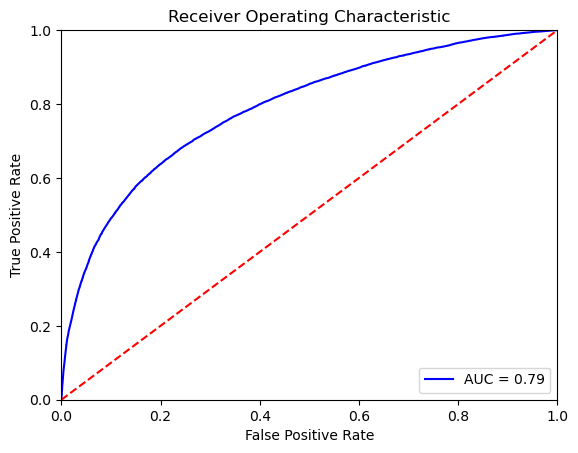 Receiver Operating Characteristic
1.0
0.8
0.6
0.4
0.2
0.0
True Positive Rate
AUC = 0.79
0.0 0.2 0.4 0.6 0.8 1.0
False Positive Rate